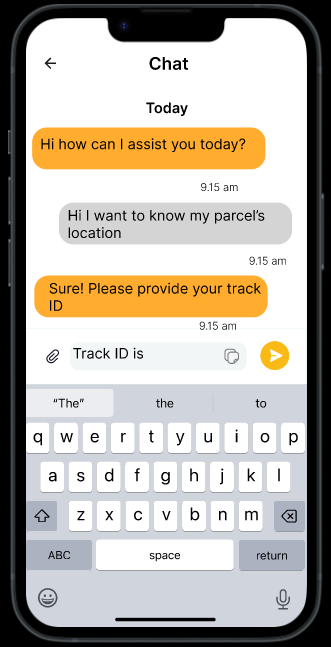 Chat
Today
Hi how can I assist you today?
9.15 am
Hi I want to know my parcel's
location
9.15 am
Sure! Please provide your track
ID
9.15 am
Track ID is
"The" the to
q w e r t y u i o p
a s d f g h j k l
z x c v b n m
ABC space return